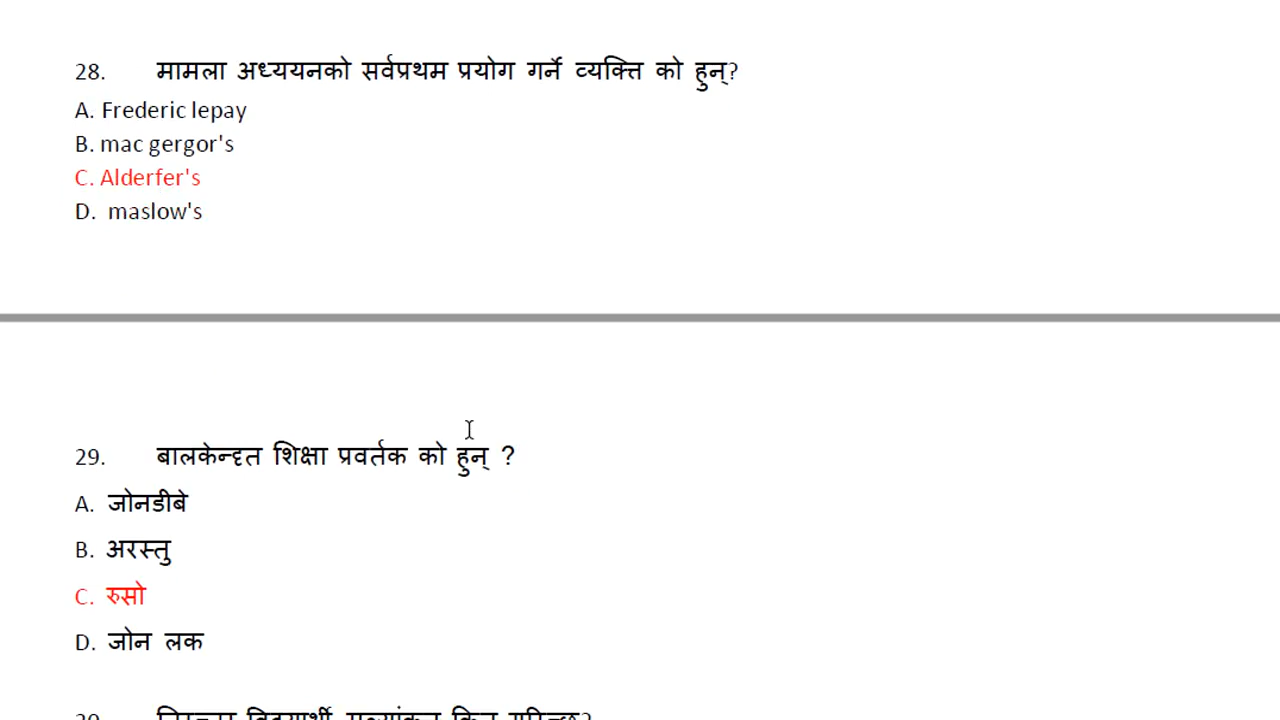 28. मामला अध्ययनको सर्वप्रथम प्रयोग गर्ने व्यक्ति को हुन्?
A. Frederic lepay
B. mac gergor's
C. Alderfer's
D. maslow's
29. बालकेन्द्दत शिक्षा प्रवर्तक को हुन् ?
A. जोनडीबे
B. अरस्तु
C. रुसो
D. जोन लक